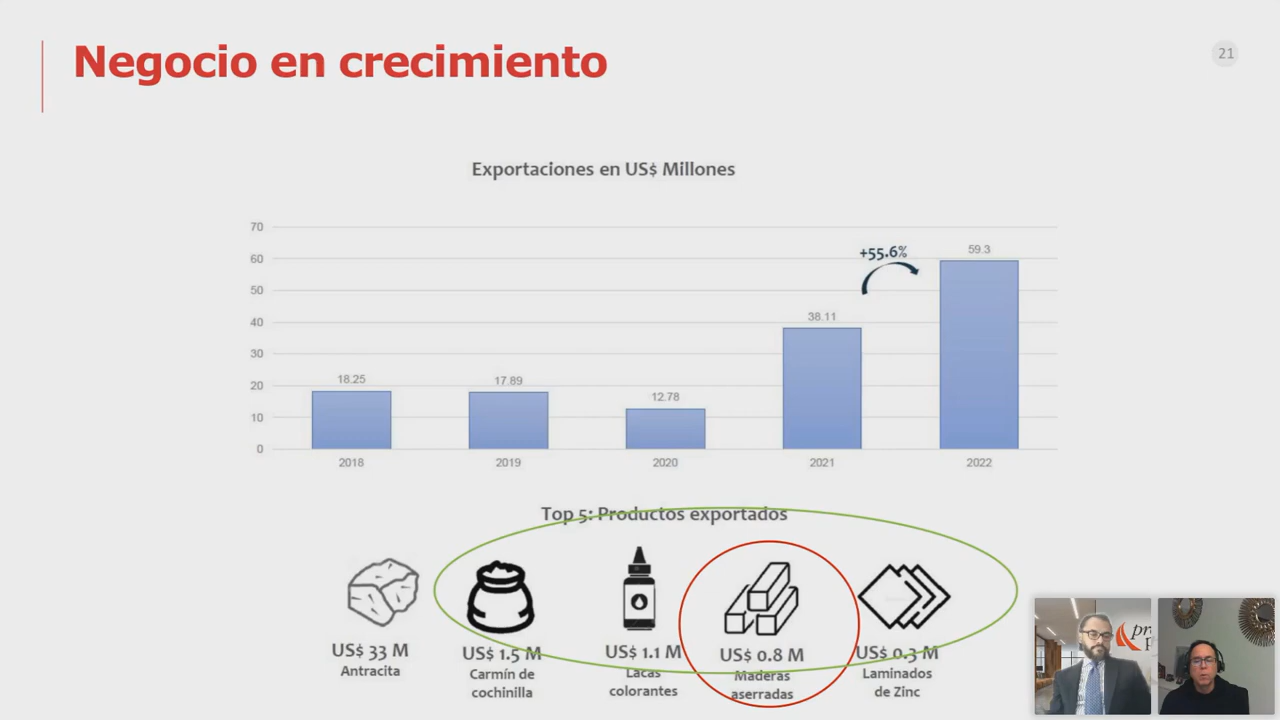 Negocio en crecimiento
21
Exportaciones en US$ Millones
70
60
50
40
30
20
10
0
+55.6%
18.25
17.89
12.78
38.11
59.3
2018
2019
2020
2021
2022
Top 5: Productos exportados
US$ 33 M
Antracita
US$ 1.5 M
Carmín de
cochinilla
US$ 1.1 M
Lacas
colorantes
US$ 0.8 M
Maderas
aserradas
US$ 0.3 M
Laminados
de Zinc